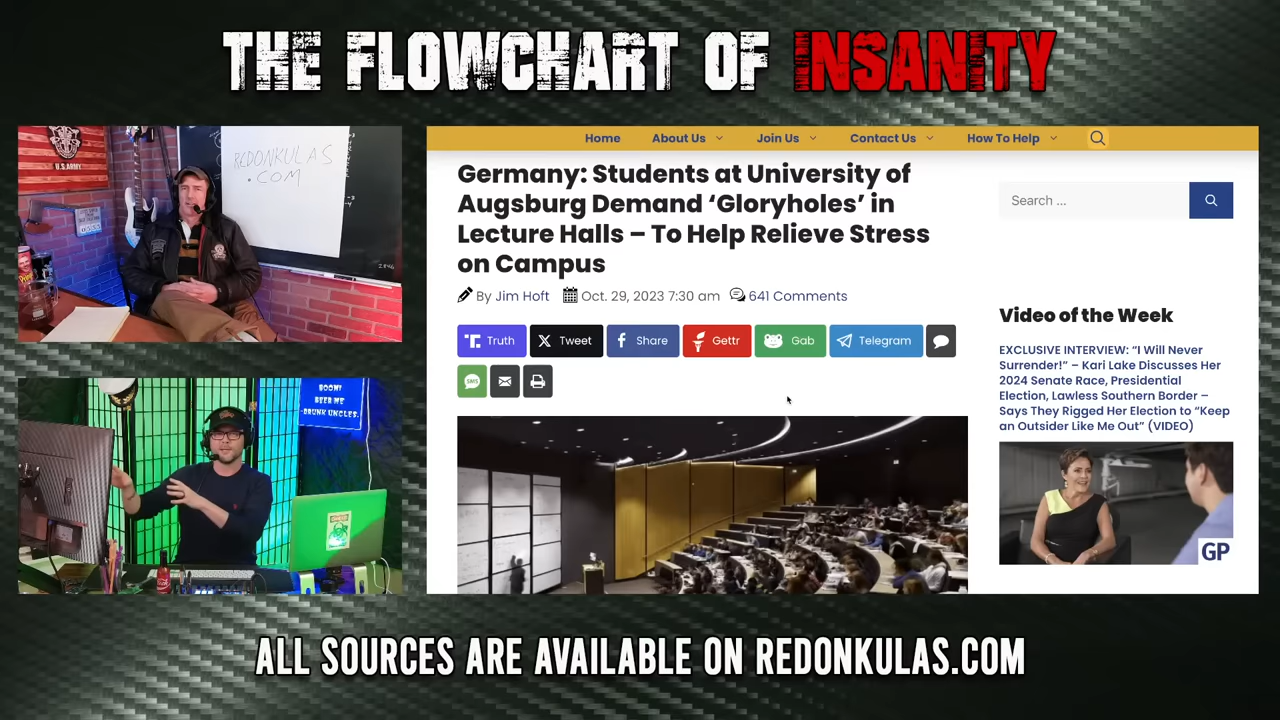 THE FLOWCHART OF INSANITY
U.S. ARMY
REDONKULAS
.COM
BOOM!
BEER ME
-DRUNK UNCLES.
Home About Us Join Us Contact Us How To Help
Germany: Students at University of
Augsburg Demand ‘Gloryholes’ in
Lecture Halls – To Help Relieve Stress
on Campus
By Jim Hoft Oct. 29, 2023 7:30 am 641 Comments
Truth Tweet Share Gettr Gab Telegram
SMS
Search ...
Video of the Week
EXCLUSIVE INTERVIEW: “I Will Never
Surrender!” – Kari Lake Discusses Her
2024 Senate Race, Presidential
Election, Lawless Southern Border –
Says They Rigged Her Election to “Keep
an Outsider Like Me Out” (VIDEO)
GP
ALL SOURCES ARE AVAILABLE ON REDONKULAS.COM